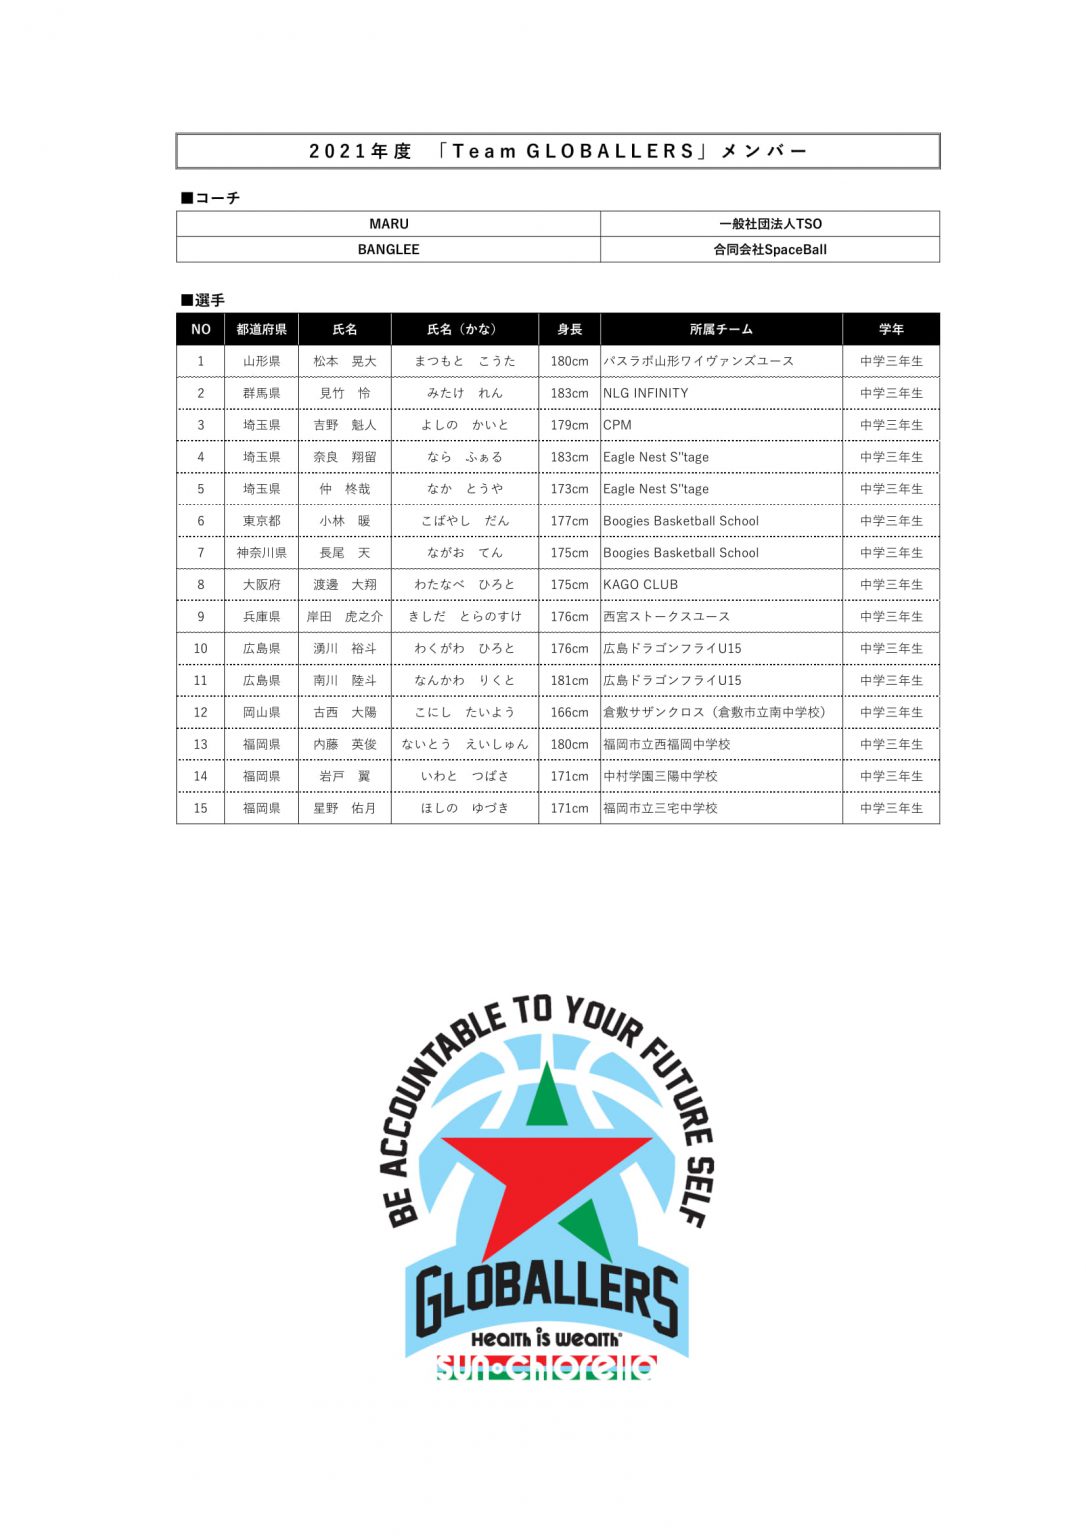 2021年度 「Team GLOBALLERS」メンバー
■コーチ
MARU 一般社団法人TSO
BANGLEE 合同会社SpaceBall
■選手
NO 都道府県 氏名 氏名（かな） 身長 所属チーム 学年
1 山形県 松本 晃大 まつもと こうた 180cm パスラボ山形ワイヴァンズユース 中学三年生
2 群馬県 見竹 怜 みたけ れん 183cm NLG INFINITY 中学三年生
3 埼玉県 吉野 魁人 よしの かいと 179cm CPM 中学三年生
4 埼玉県 奈良 翔留 なら ふぁる 183cm Eagle Nest S"tage 中学三年生
5 埼玉県 仲 柊哉 なか とうや 173cm Eagle Nest S"tage 中学三年生
6 東京都 小林 暖 こばやし だん 177cm Boogies Basketball School 中学三年生
7 神奈川県 長尾 天 ながお てん 175cm Boogies Basketball School 中学三年生
8 大阪府 渡邊 大翔 わたなべ ひろと 175cm KAGO CLUB 中学三年生
9 兵庫県 岸田 虎之介 きしだ とらのすけ 176cm 西宮ストークスユース 中学三年生
10 広島県 湧川 裕斗 わくがわ ひろと 176cm 広島ドラゴンフライU15 中学三年生
11 広島県 南川 陸斗 なんかわ りくと 181cm 広島ドラゴンフライU15 中学三年生
12 岡山県 古西 大陽 こにし たいよう 166cm 倉敷サザンクロス（倉敷市立南中学校） 中学三年生
13 福岡県 内藤 英俊 ないとう えいしゅん 180cm 福岡市立西福岡中学校 中学三年生
14 福岡県 岩戸 翼 いわと つばさ 171cm 中村学園三陽中学校 中学三年生
15 福岡県 星野 佑月 ほしの ゆづき 171cm 福岡市立三宅中学校 中学三年生
BE ACCOUNTABLE TO YOUR FUTURE SELF
GLOBALLERS
Health is Wealth®
sun chlorella